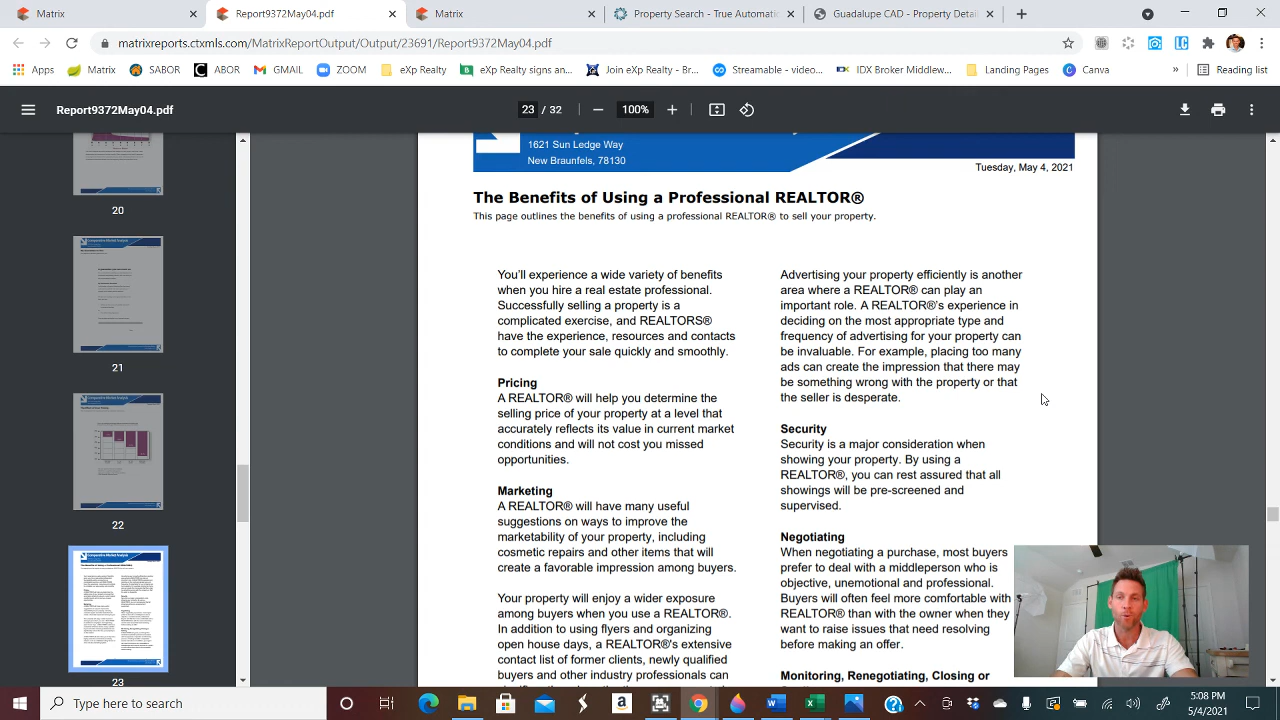 Matrix
Report9372May04.pdf
Matrix
Property Search - True Automatic
Guadalupe CAD - Property Detail
matrixreports.ctxmls.com/MatrixReportOutput/Output/23691/Report9372May04.pdf
Apps
Matrix
SABOR
ABOR
GMAIL
ZOOM
eXp Realty
eXp Realty signs an...
Join eXp Realty - Br...
Streamble - video...
IDX Broker Middlew...
Landing Pages
Canva
»
Reading list
Report9372May04.pdf
23 / 32
100%
20
Comparative Market Analysis
21
Comparative Market Analysis
22
Comparative Market Analysis
23
1621 Sun Ledge Way
New Braunfels, 78130
Tuesday, May 4, 2021
The Benefits of Using a Professional REALTOR®
This page outlines the benefits of using a professional REALTOR® to sell your property.
You'll experience a wide variety of benefits
when you hire a real estate professional.
Successfully selling a property is a
complicated exercise, and REALTORS®
have the experience, resources and contacts
to complete your sale quickly and smoothly.
Pricing
A REALTOR® will help you determine the
selling price of your property at a level that
accurately reflects its value in current market
conditions and will not cost you missed
opportunities.
Marketing
A REALTOR® will have many useful
suggestions on ways to improve the
marketability of your property, including
cosmetic repairs and other items that will
create a favorable impression among buyers.
Your property will enjoy a wider exposure
among buyers when you use a REALTOR®.
In addition to using flyers and organizing
open house days, a REALTOR®'s extensive
contact list of former clients, newly qualified
buyers and other industry professionals can
Advertising your property efficiently is another
area where a REALTOR® can play an
important role. A REALTOR®'s experience in
deciding on the most appropriate type and
frequency of advertising for your property can
be invaluable. For example, placing too many
ads can create the impression that there may
be something wrong with the property or that
the seller is desperate.
Security
Security is a major consideration when
showing your property. By using a
REALTOR®, you can rest assured that all
showings will be pre-screened and
supervised.
Negotiating
When negotiating a purchase, most buyers
prefer to deal with a middleperson who is
objective, unemotional and professional.
Buyers will often feel more comfortable with
REALTOR® than with the owner when they
want to raise issues that need resolving
before making an offer.
Monitoring, Renegotiating, Closing or
Type here to search
5:08 PM
5/4/2021